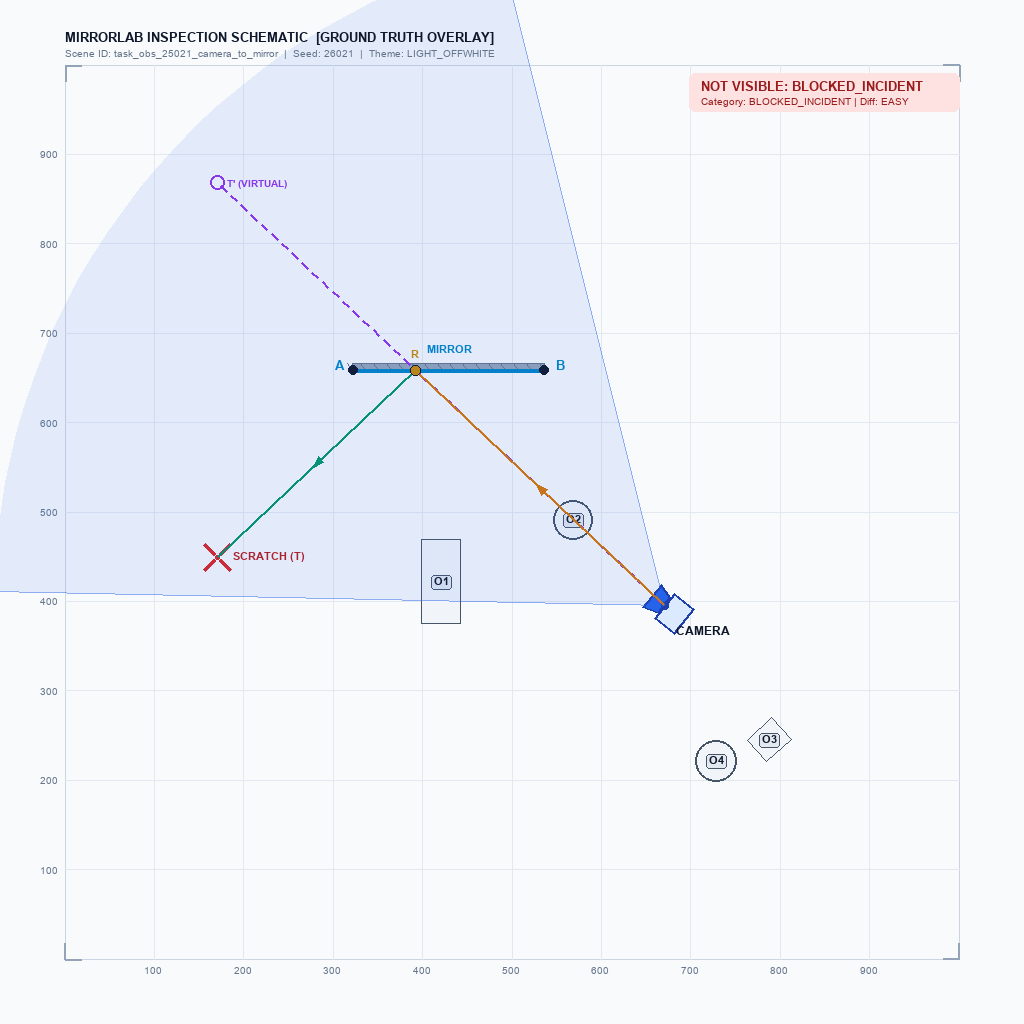 MIRRORLAB INSPECTION SCHEMATIC [GROUND TRUTH OVERLAY]
Scene ID: task_obs_25021_camera_to_mirror | Seed: 26021 | Theme: LIGHT_OFFWHITE
NOT VISIBLE: BLOCKED_INCIDENT
Category: BLOCKED_INCIDENT | Diff: EASY
900
T' (VIRTUAL)
800
700
R
MIRROR
A
B
600
500
O2
SCRATCH (T)
O1
400
CAMERA
300
O3
O4
200
100
100 200 300 400 500 600 700 800 900